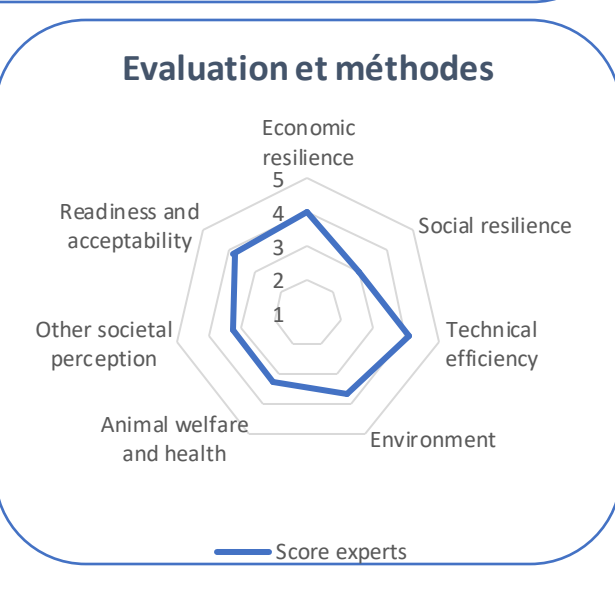 Evaluation et méthodes
Economic
resilience
5
4
3
2
1
Readiness and
acceptability
Social resilience
Other societal
perception
Technical
efficiency
Animal welfare
and health
Environment
Score experts